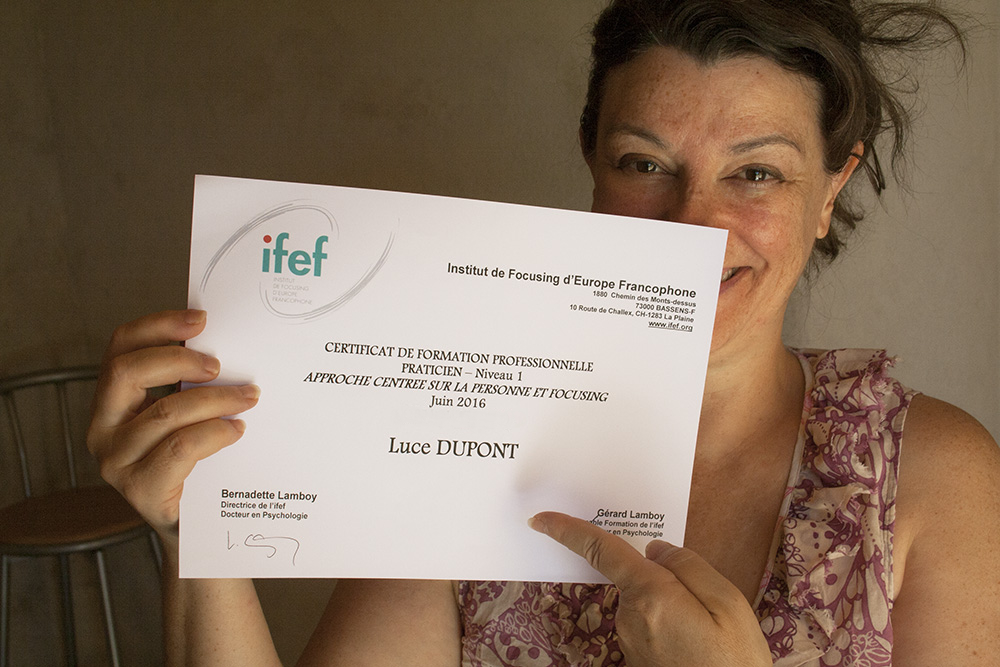 ifef
INSTITUT
DE FOCUSING
D'EUROPE
FRANCOPHONE
Institut de Focusing d'Europe Francophone
1880 Chemin des Monts-dessus
73000 BASSENS-F
10 Route de Challex, CH-1283 La Plaine
www.ifef.org
CERTIFICAT DE FORMATION PROFESSIONNELLE
PRATICIEN – Niveau 1
APPROCHE CENTREE SUR LA PERSONNE ET FOCUSING
Juin 2016
Luce DUPONT
Bernadette Lamboy
Directrice de l'ifef
Docteur en Psychologie
Gérard Lamboy
Formation de l'ifef
en Psychologie